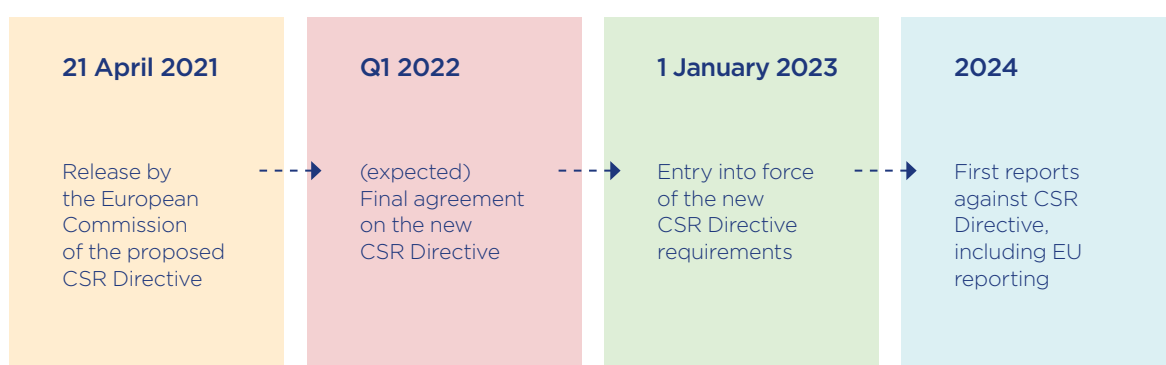 21 April 2021
Release by
the European
Commission
of the proposed
CSR Directive
Q1 2022
(expected)
Final agreement
on the new
CSR Directive
1 January 2023
Entry into force
of the new
CSR Directive
requirements
2024
First reports
against CSR
Directive,
including EU
reporting